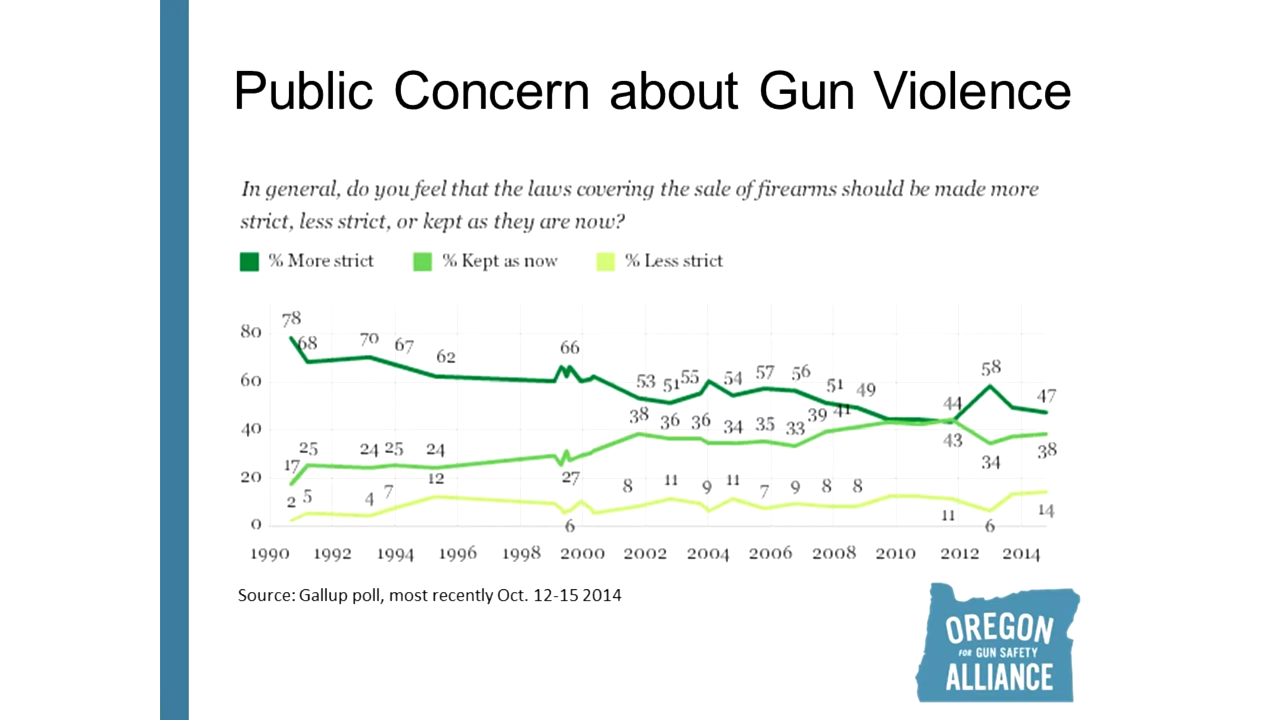 Public Concern about Gun Violence
In general, do you feel that the laws covering the sale of firearms should be made more
strict, less strict, or kept as they are now?
% More strict % Kept as now % Less strict
78
80 68 70 67 62 66 58
60 53 51 55 54 57 56 51 49 44 47
40 38 36 36 34 35 33 39 41 43 34 38
25 24 25 24
17
20 12 27
2 5 4 7 8 11 9 11 7 9 8 8 11 14
0 6 6
1990 1992 1994 1996 1998 2000 2002 2004 2006 2008 2010 2012 2014
Source: Gallup poll, most recently Oct. 12-15 2014
OREGON
FOR GUN SAFETY
ALLIANCE